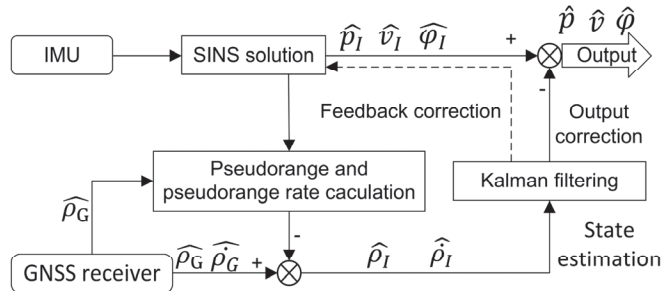 IMU
SINS solution
p̂_I v̂_I φ̂_I
+
p̂ v̂ φ̂
Output
-
Feedback correction
Output
correction
Pseudorange and
pseudorange rate caculation
Kalman filtering
ρ̂_G
-
State
estimation
GNSS receiver
ρ̂_G ρ̇̂_G
+
ρ̂_I ρ̇̂_I